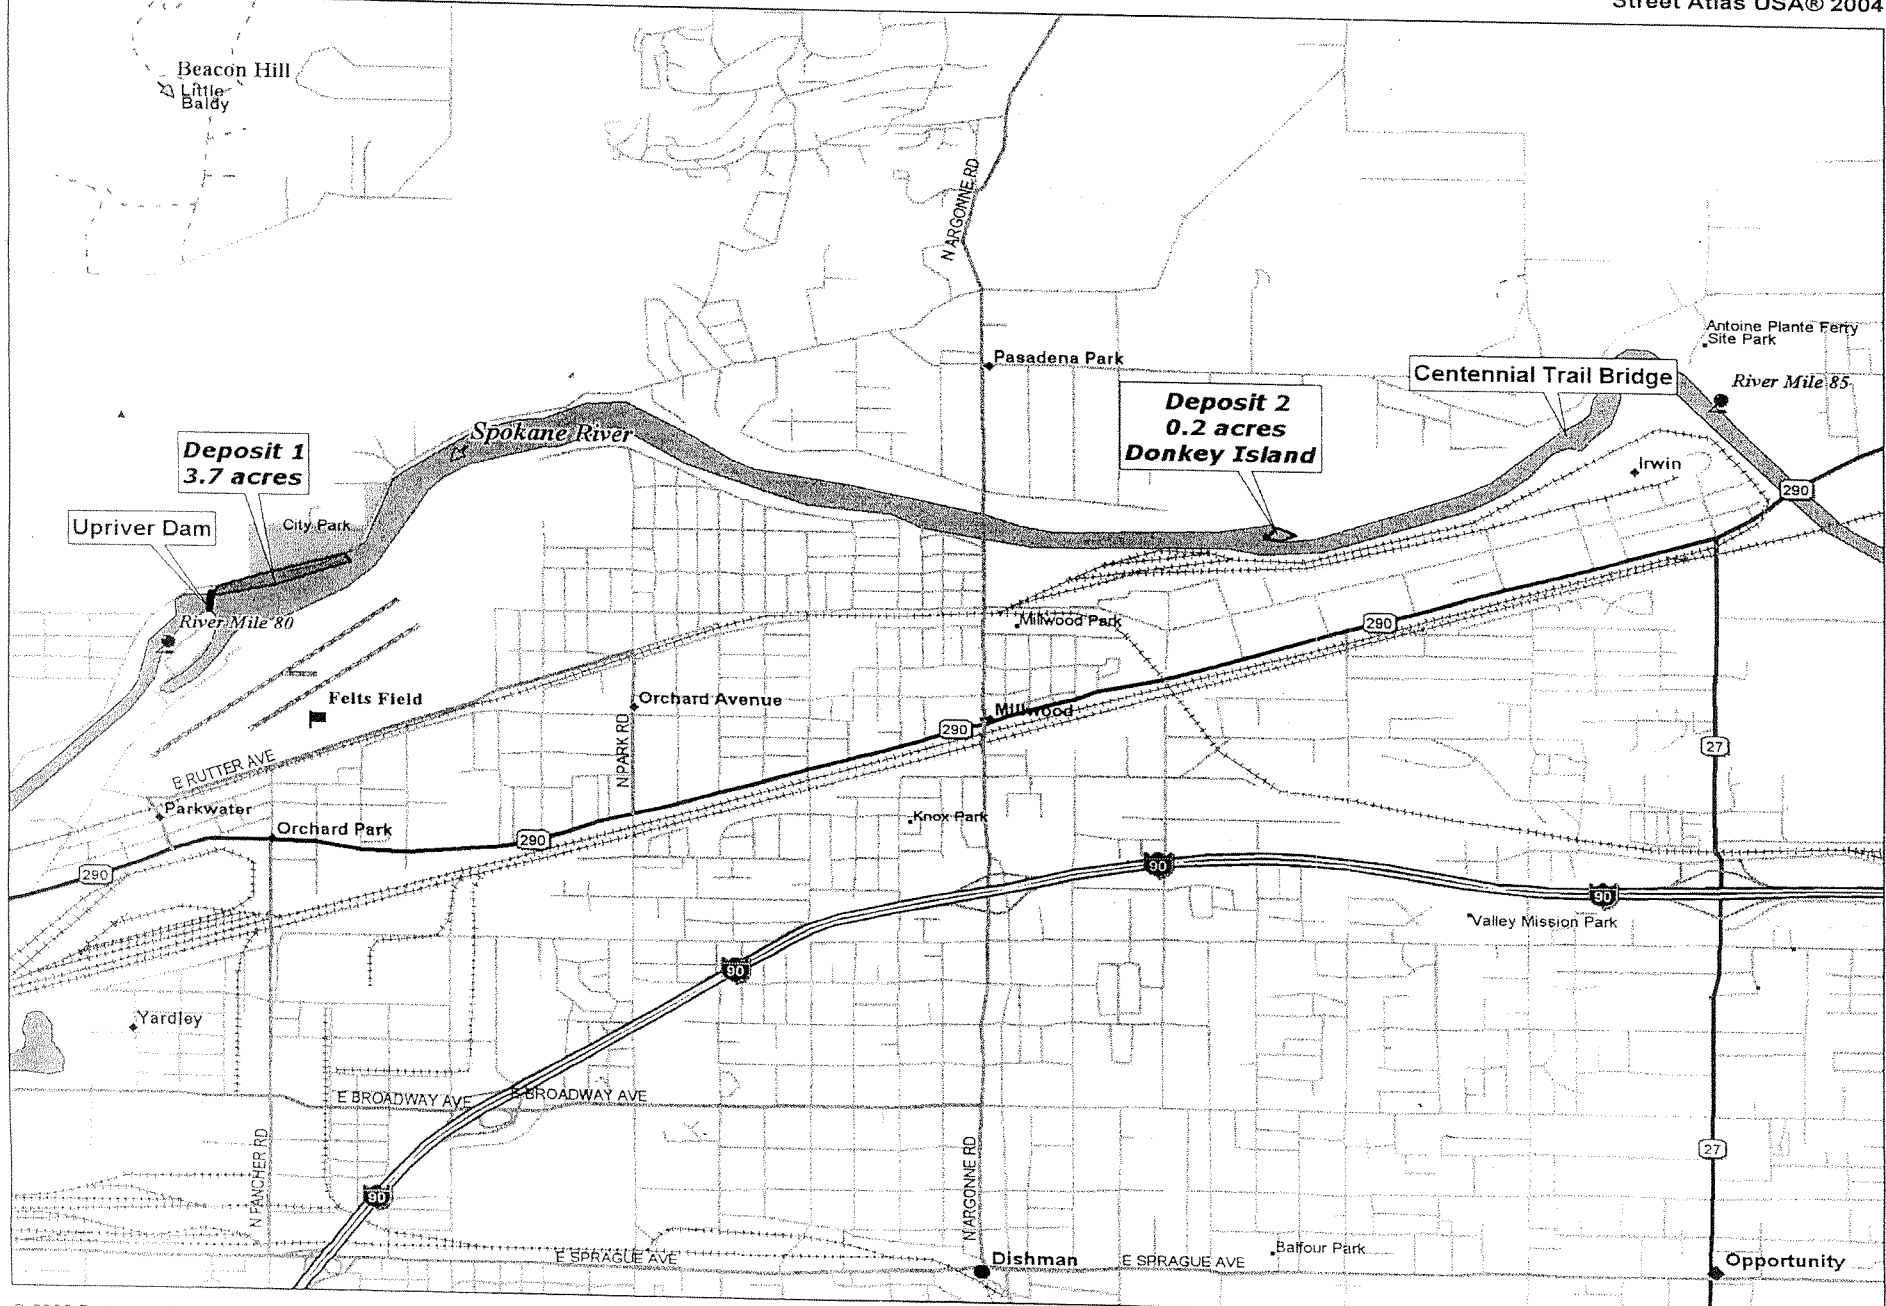 Street Atlas USA® 2004
Beacon Hill
Little
Baldy
N ARGONNE RD
Antoine Plante Ferry
Site Park
Pasadena Park
Centennial Trail Bridge
River Mile 85
Deposit 2
0.2 acres
Donkey Island
Spokane River
Deposit 1
3.7 acres
Irwin
290
Upriver Dam
City Park
River Mile 80
Millwood Park
290
Felts Field
Orchard Avenue
Millwood
290
N PARK RD
27
E RUTTER AVE
Parkwater
Orchard Park
Knox Park
290
290
90
90
Valley Mission Park
90
Yardley
E BROADWAY AVE
E BROADWAY AVE
N FANCHER RD
N ARGONNE RD
27
90
E SPRAGUE AVE
Dishman
E SPRAGUE AVE
Balfour Park
Opportunity